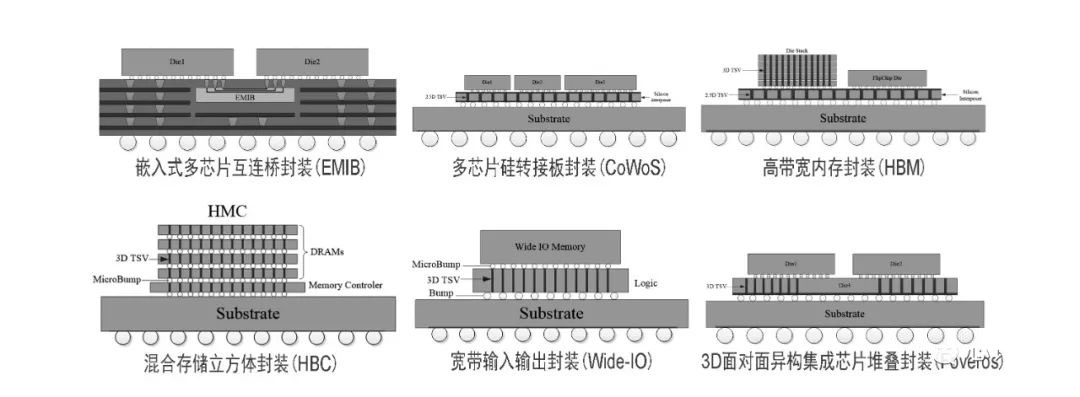 Die1
Die2
EMIB
嵌入式多芯片互连桥封装(EMIB)
Die1
Die2
Die3
2.5D TSV
Silicon
Interposer
Substrate
多芯片硅转接板封装(CoWoS)
Die Stack
3D TSV
FlipChip Die
2.5D TSV
Silicon
Interposer
Substrate
高带宽内存封装(HBM)
HMC
3D TSV
DRAMs
MicroBump
Memory Controler
Substrate
混合存储立方体封装(HBC)
Wide IO Memory
MicroBump
3D TSV
Logic
Bump
Substrate
宽带输入输出封装(Wide-IO)
Die1
Die2
3D TSV
Substrate
3D面对面异构集成芯片堆叠封装(Foveros)